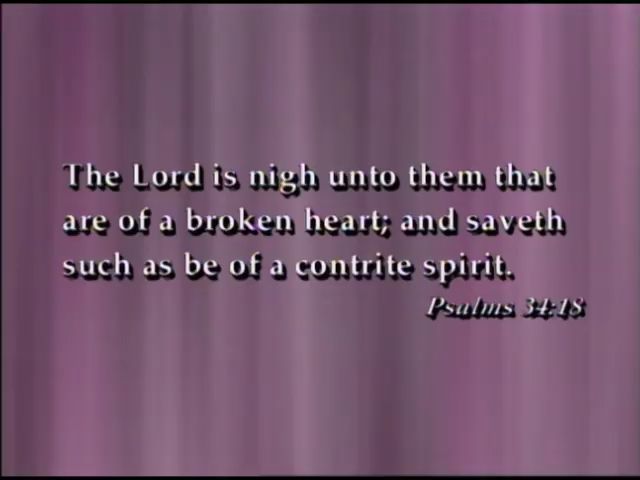 The Lord is nigh unto them that
are of a broken heart; and saveth
such as be of a contrite spirit.
Psalms 34:18